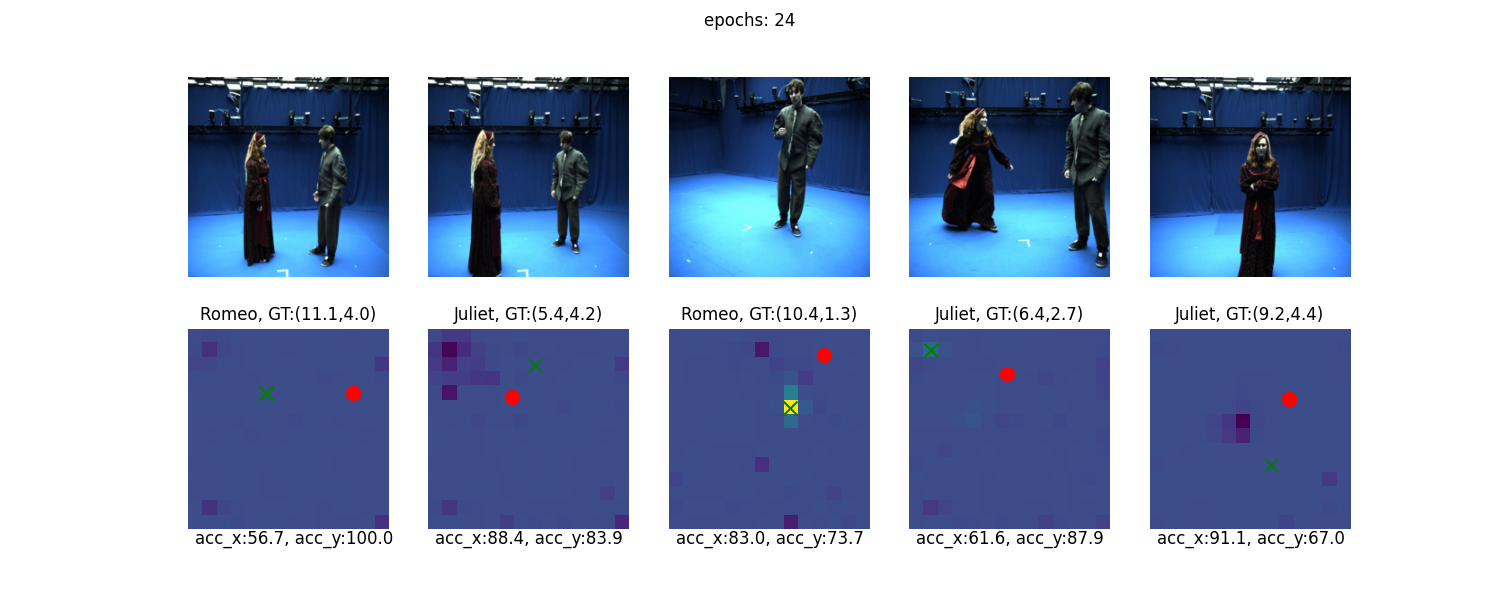 epochs: 24
Romeo, GT:(11.1,4.0)
Juliet, GT:(5.4,4.2)
Romeo, GT:(10.4,1.3)
Juliet, GT:(6.4,2.7)
Juliet, GT:(9.2,4.4)
acc_x:56.7, acc_y:100.0
acc_x:88.4, acc_y:83.9
acc_x:83.0, acc_y:73.7
acc_x:61.6, acc_y:87.9
acc_x:91.1, acc_y:67.0